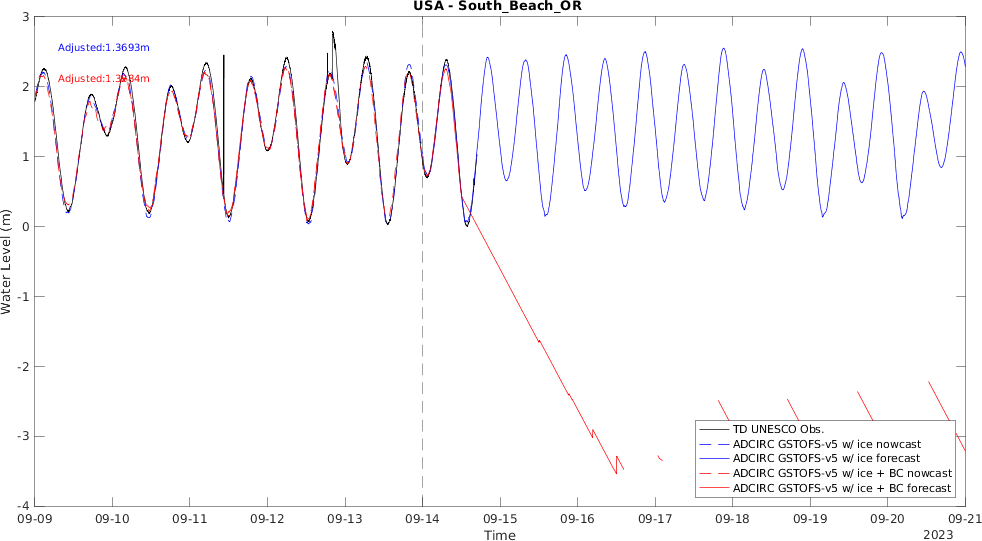 USA - South_Beach_OR
Adjusted:1.3693m
3
2
1
0
-1
-2
-3
-4
Water Level (m)
TD UNESCO Obs.
ADCIRC GSTOFS-v5 w/ ice nowcast
ADCIRC GSTOFS-v5 w/ ice forecast
ADCIRC GSTOFS-v5 w/ ice + BC nowcast
ADCIRC GSTOFS-v5 w/ ice + BC forecast
09-09 09-10 09-11 09-12 09-13 09-14 09-15 09-16 09-17 09-18 09-19 09-20 09-21
Time
2023